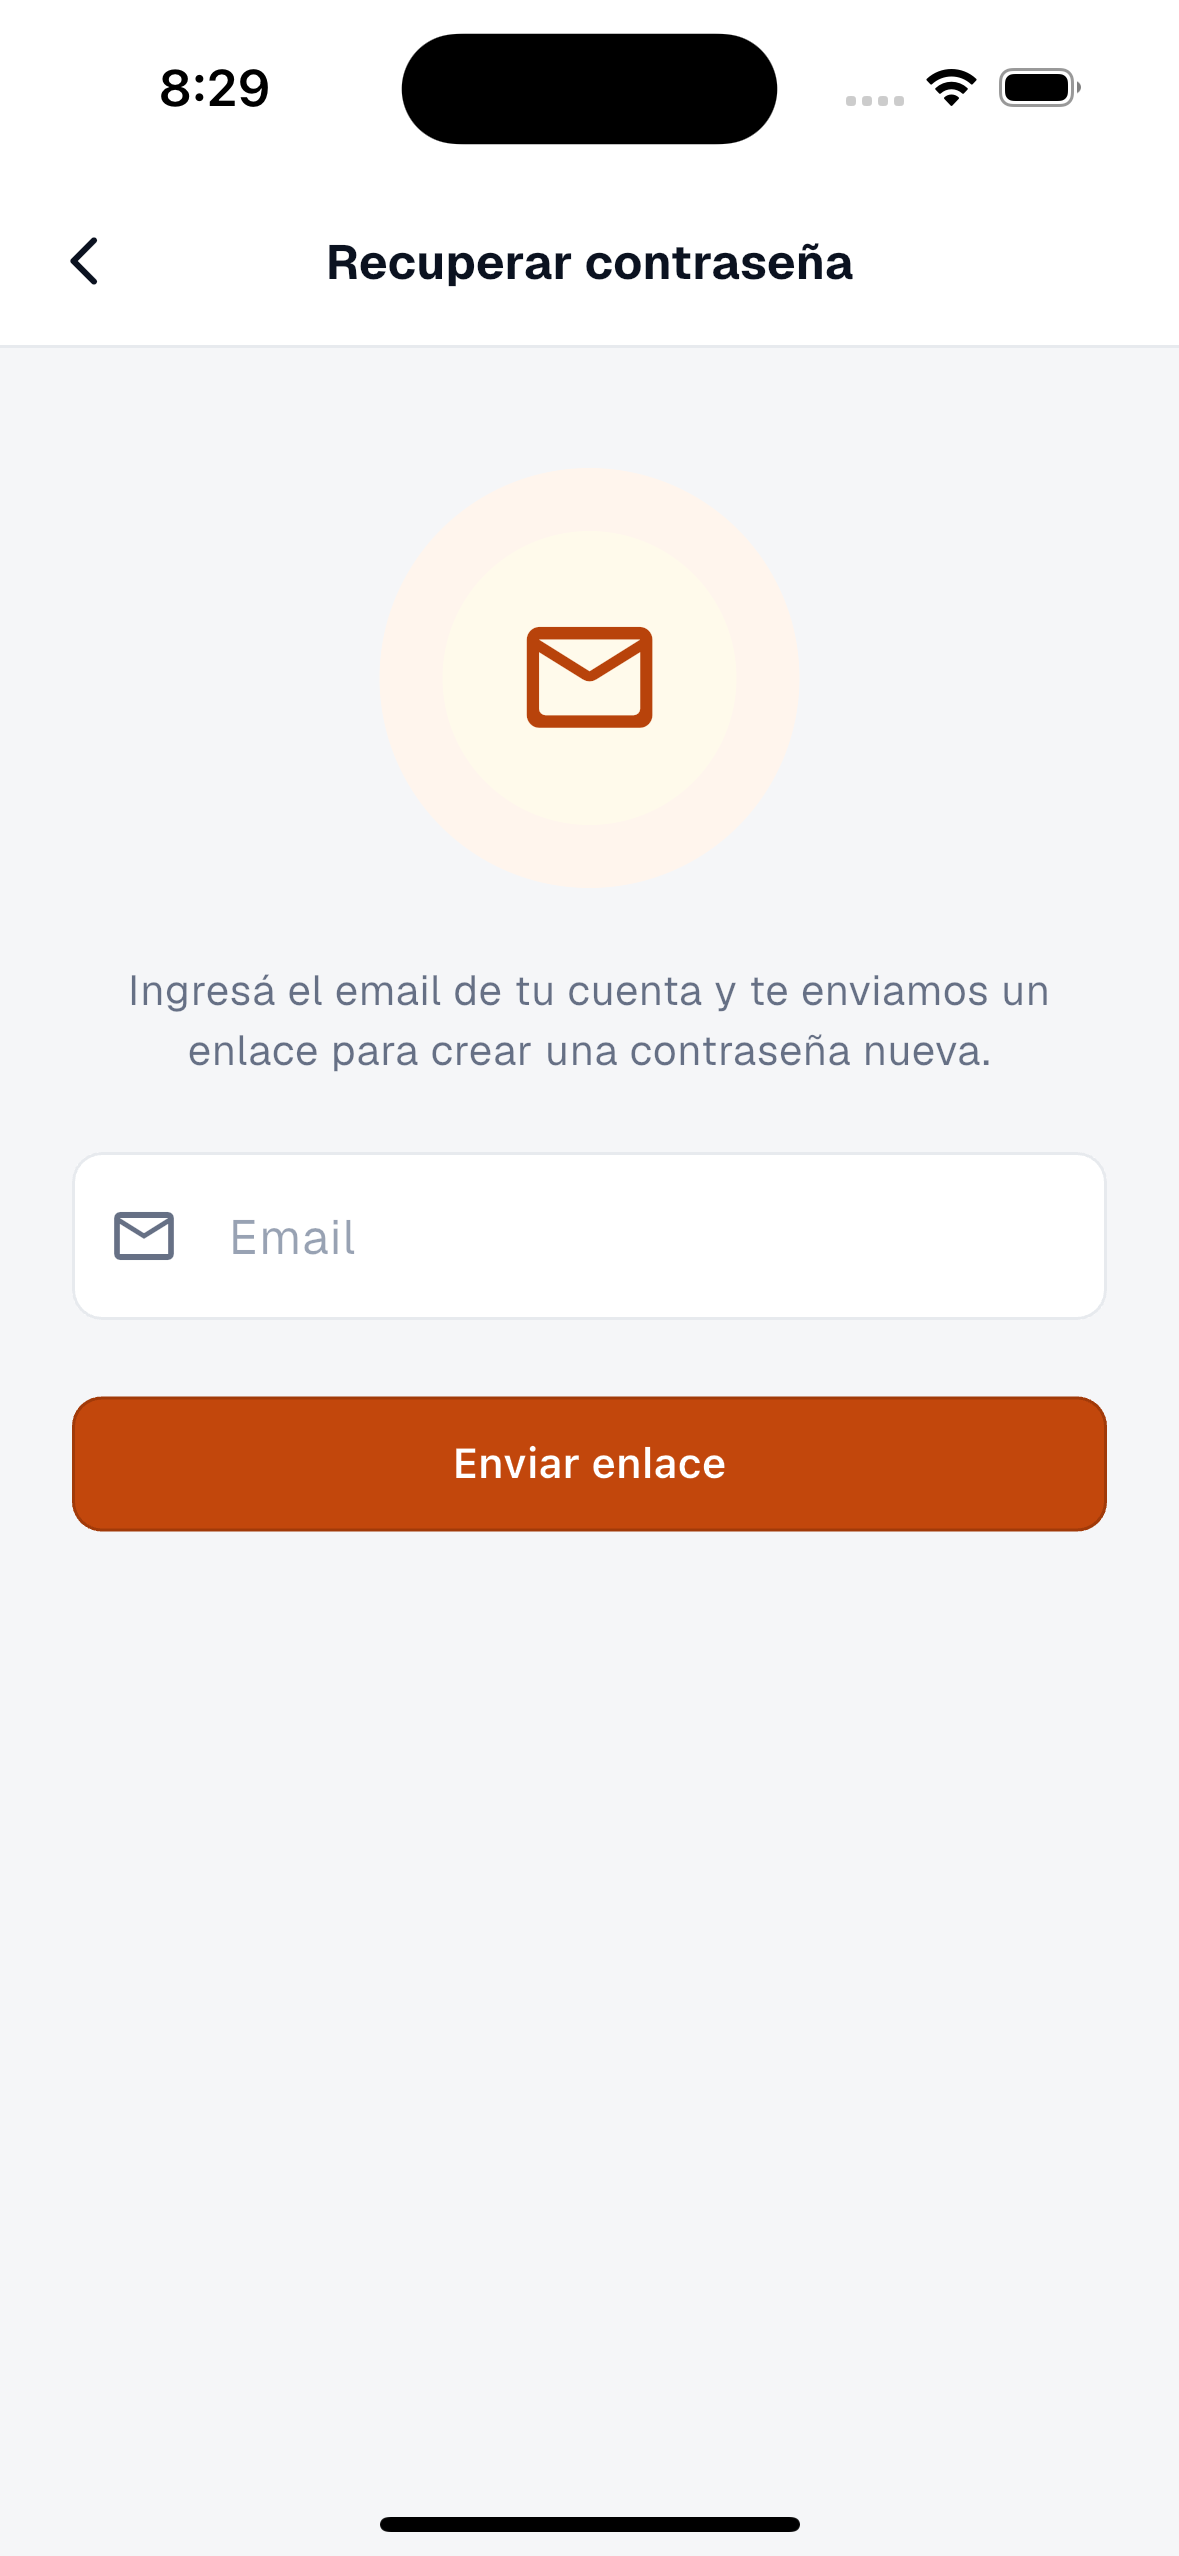 8:29
Recuperar contraseña
Ingresá el email de tu cuenta y te enviamos un
enlace para crear una contraseña nueva.
Email
Enviar enlace